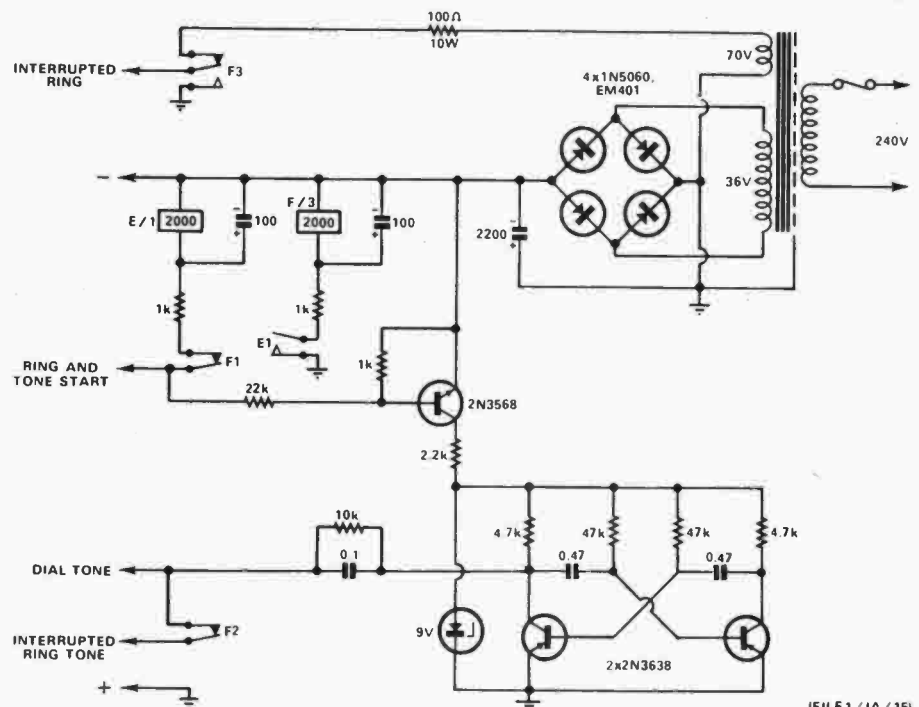 100Ω
10W
INTERRUPTED
RING
F3
70V
4 x 1N5060,
EM401
240V
36V
−
E/1
2000
100
F/3
2000
100
2200
1k
1k
E1
F1
RING AND
TONE START
1k
22k
2N3568
2.2k
10k
0.1
4.7k
47k
47k
4.7k
0.47
0.47
DIAL TONE
9V
F2
INTERRUPTED
RING TONE
2x2N3638
+